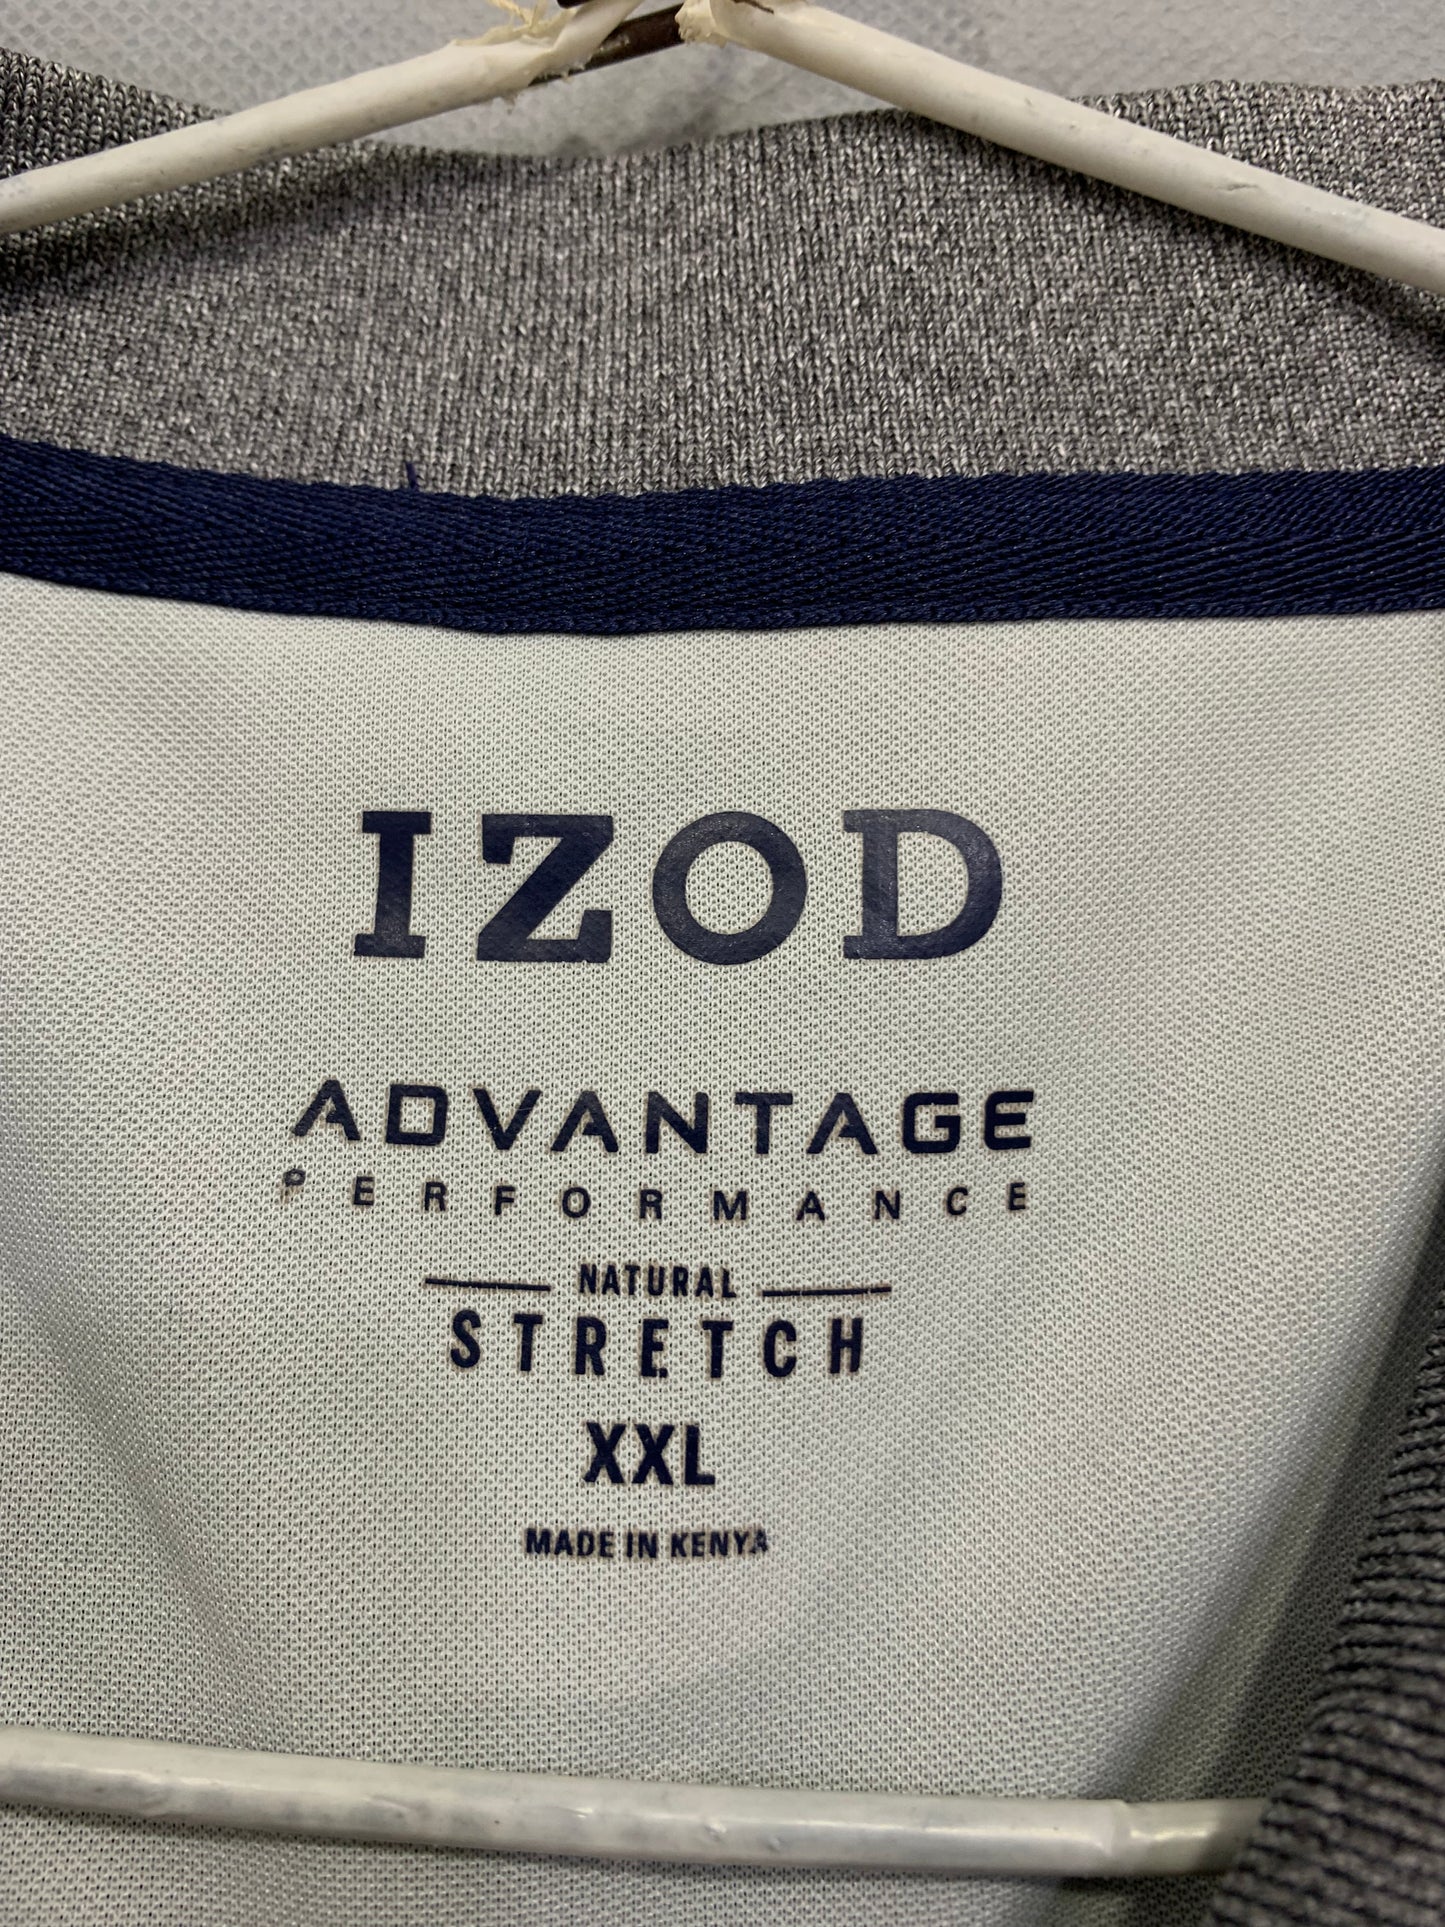 IZOD
ADVANTAGE
PERFORMANCE
NATURAL
STRETCH
XXL
MADE IN KENYA